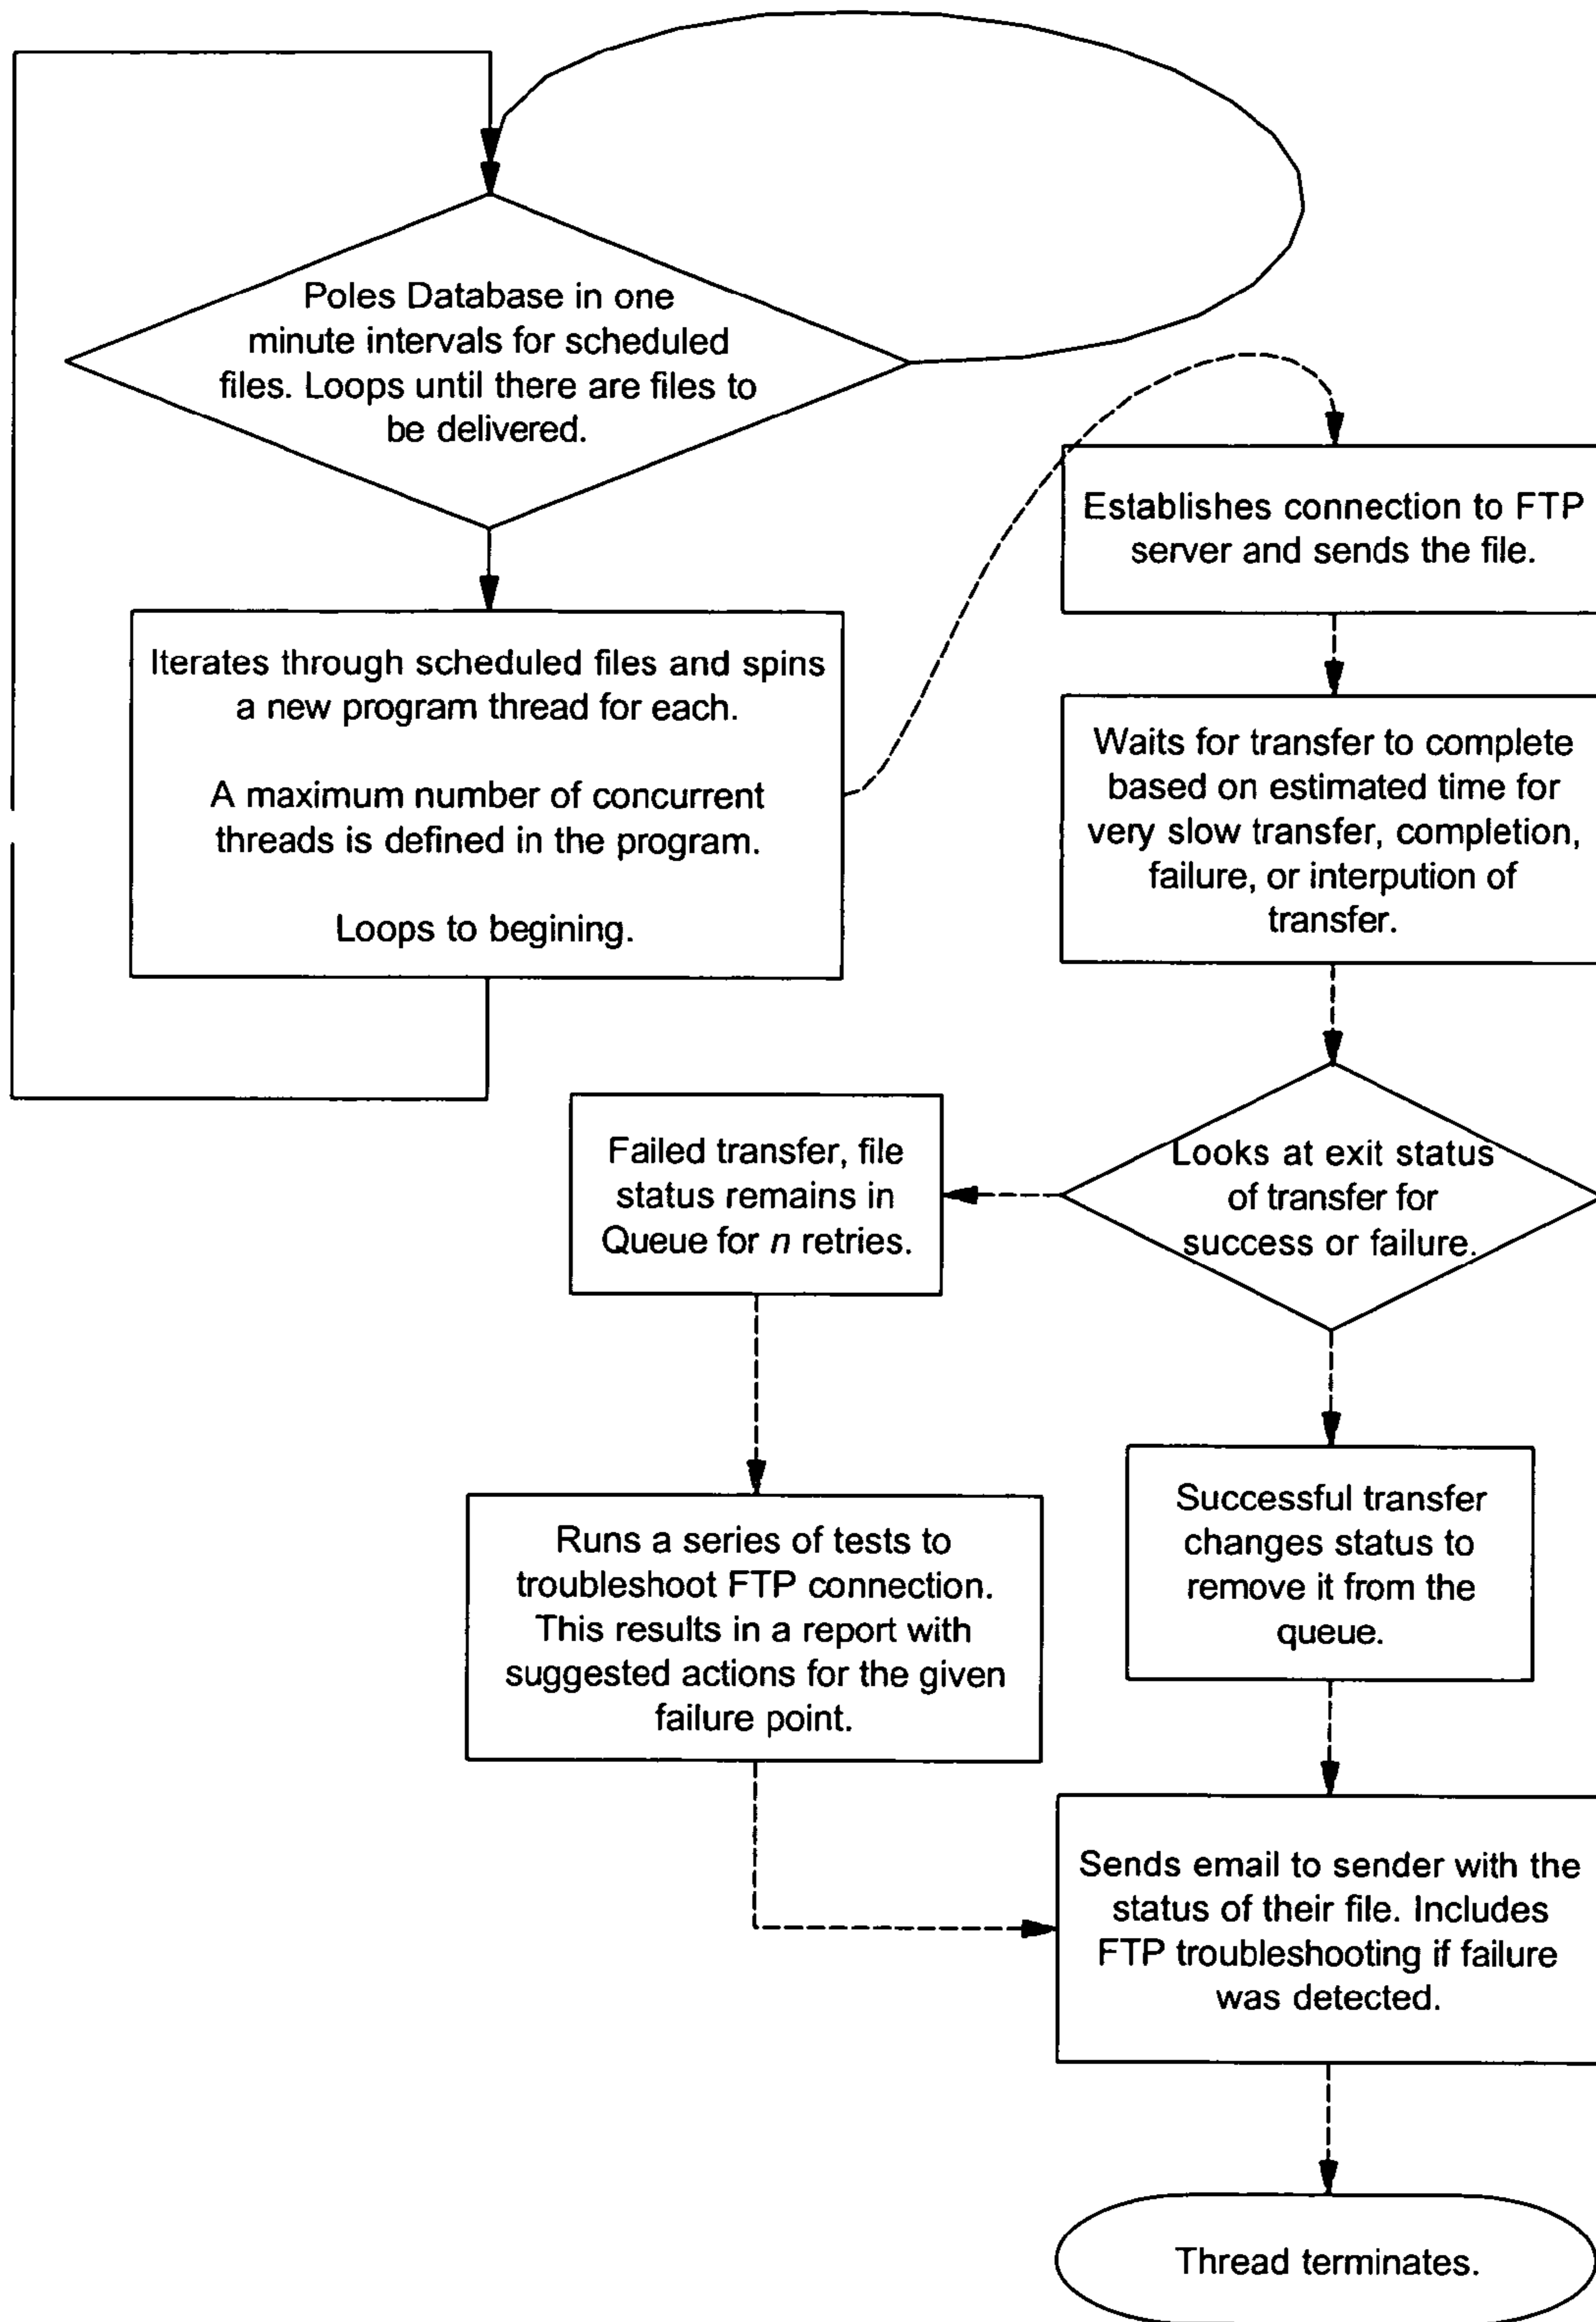 Poles Database in one
minute intervals for scheduled
files. Loops until there are files to
be delivered.
Iterates through scheduled files and spins
a new program thread for each.
A maximum number of concurrent
threads is defined in the program.
Loops to begining.
Establishes connection to FTP
server and sends the file.
Waits for transfer to complete
based on estimated time for
very slow transfer, completion,
failure, or interpution of
transfer.
Looks at exit status
of transfer for
success or failure.
Failed transfer, file
status remains in
Queue for n retries.
Runs a series of tests to
troubleshoot FTP connection.
This results in a report with
suggested actions for the given
failure point.
Successful transfer
changes status to
remove it from the
queue.
Sends email to sender with the
status of their file. Includes
FTP troubleshooting if failure
was detected.
Thread terminates.